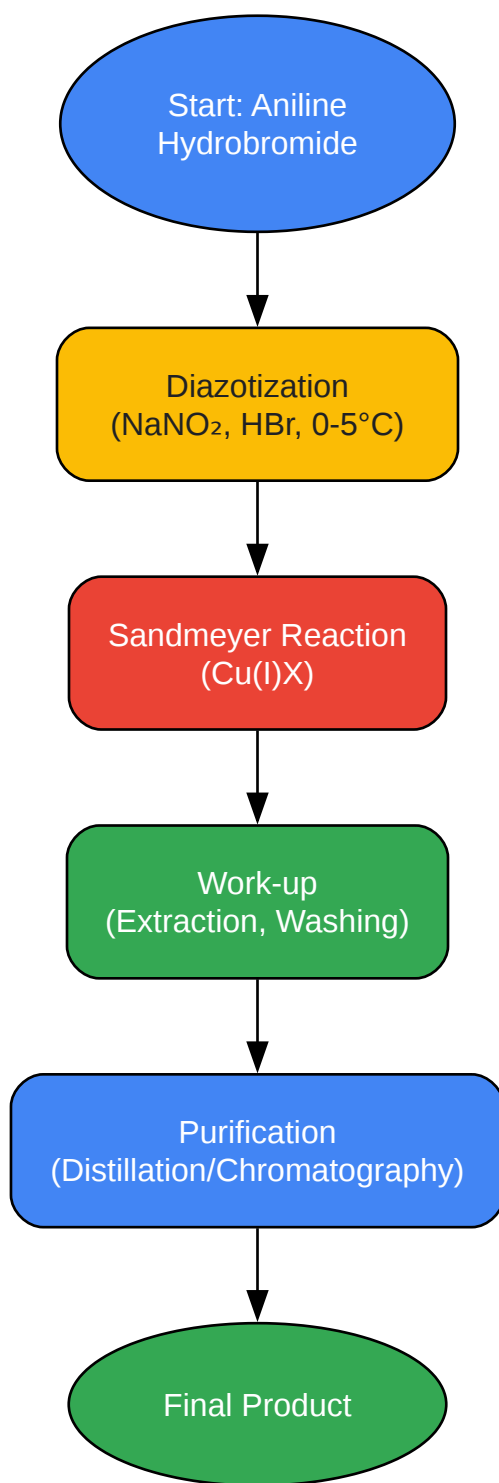 Start: Aniline
Hydrobromide
Diazotization
(NaNO₂, HBr, 0-5°C)
Sandmeyer Reaction
(Cu(I)X)
Work-up
(Extraction, Washing)
Purification
(Distillation/Chromatography)
Final Product